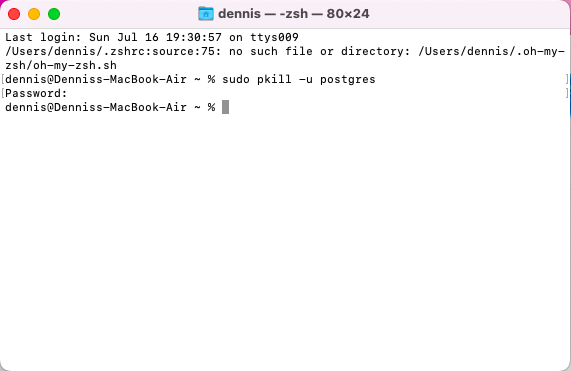 dennis — -zsh — 80×24
Last login: Sun Jul 16 19:30:57 on ttys009
/Users/dennis/.zshrc:source:75: no such file or directory: /Users/dennis/.oh-my-
zsh/oh-my-zsh.sh
[dennis@Denniss-MacBook-Air ~ % sudo pkill -u postgres ]
[Password: ]
dennis@Denniss-MacBook-Air ~ %